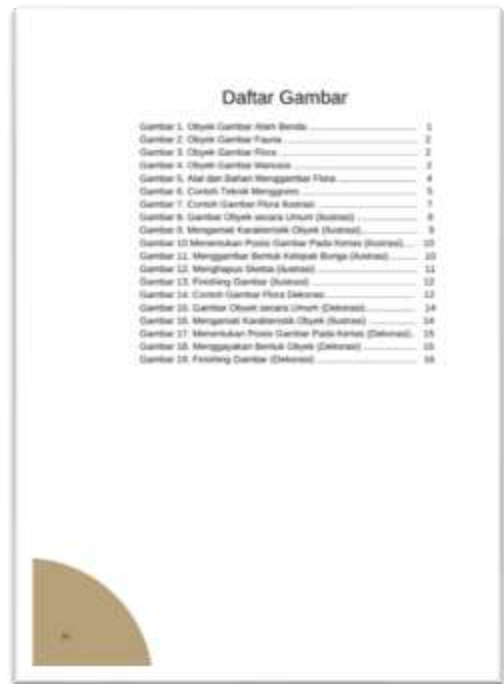 Daftar Gambar
Gambar 1. Obyek Gambar Alam Benda ........ 1
Gambar 2. Obyek Gambar Fauna ........ 2
Gambar 3. Obyek Gambar Flora ........ 2
Gambar 4. Obyek Gambar Manusia ........ 2
Gambar 5. Alat dan Bahan Menggambar Flora ........ 4
Gambar 6. Contoh Teknik Menggores ........ 5
Gambar 7. Contoh Gambar Flora Ilustrasi ........ 7
Gambar 8. Gambar Obyek secara Umum (Ilustrasi) ........
Gambar 9. Mengamati Karakteristik Obyek (Ilustrasi) ........ 9
Gambar 10 Menentukan Posisi Gambar Pada Kertas (Ilustrasi) .... 10
Gambar 11. Menggambar Bentuk Kelopak Bunga (Ilustrasi) ........ 10
Gambar 12. Menghapus Sketsa (Ilustrasi) ........ 11
Gambar 13. Finishing Gambar (Ilustrasi) ........ 12
Gambar 14. Contoh Gambar Flora Dekorasi ........ 12
Gambar 15. Gambar Obyek secara Umum (Dekorasi) ........ 14
Gambar 16. Mengamati Karakteristik Obyek (Ilustrasi) ........ 14
Gambar 17. Menentukan Posisi Gambar Pada Kertas (Dekorasi). 15
Gambar 18. Menggayakan Bentuk Obyek (Dekorasi) ........ 15
Gambar 19. Finishing Gambar (Dekorasi) ........ 16